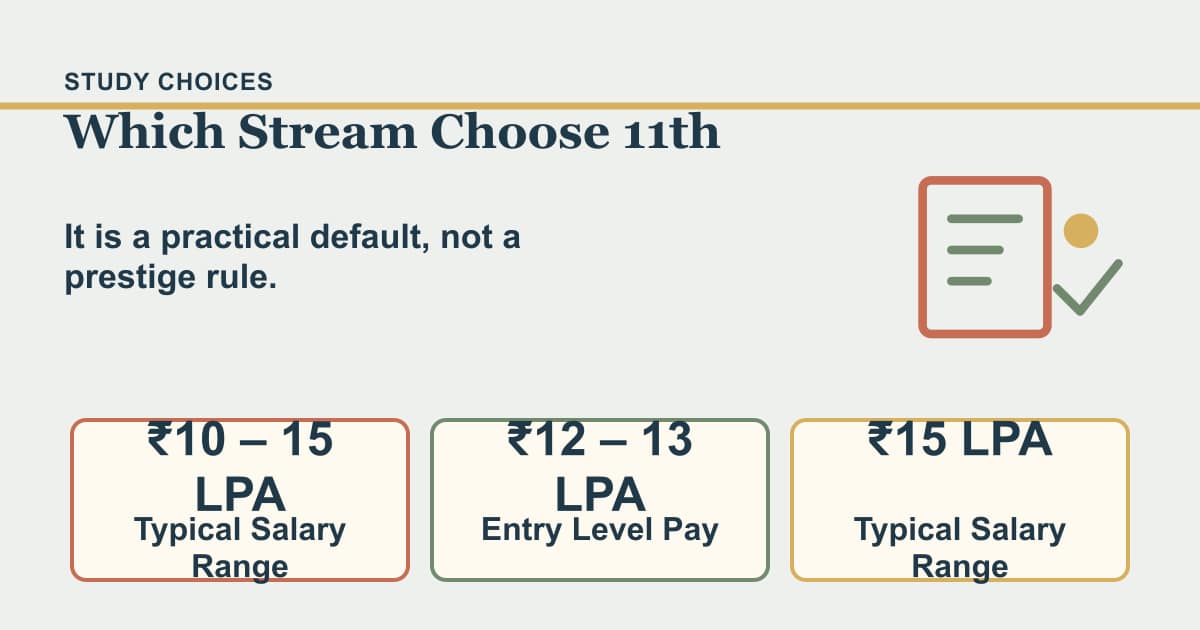 STUDY CHOICES
Which Stream Choose 11th
It is a practical default, not a
prestige rule.
₹10 – 15
LPA
Typical Salary
Range
₹12 – 13
LPA
Entry Level Pay
₹15 LPA
Typical Salary
Range